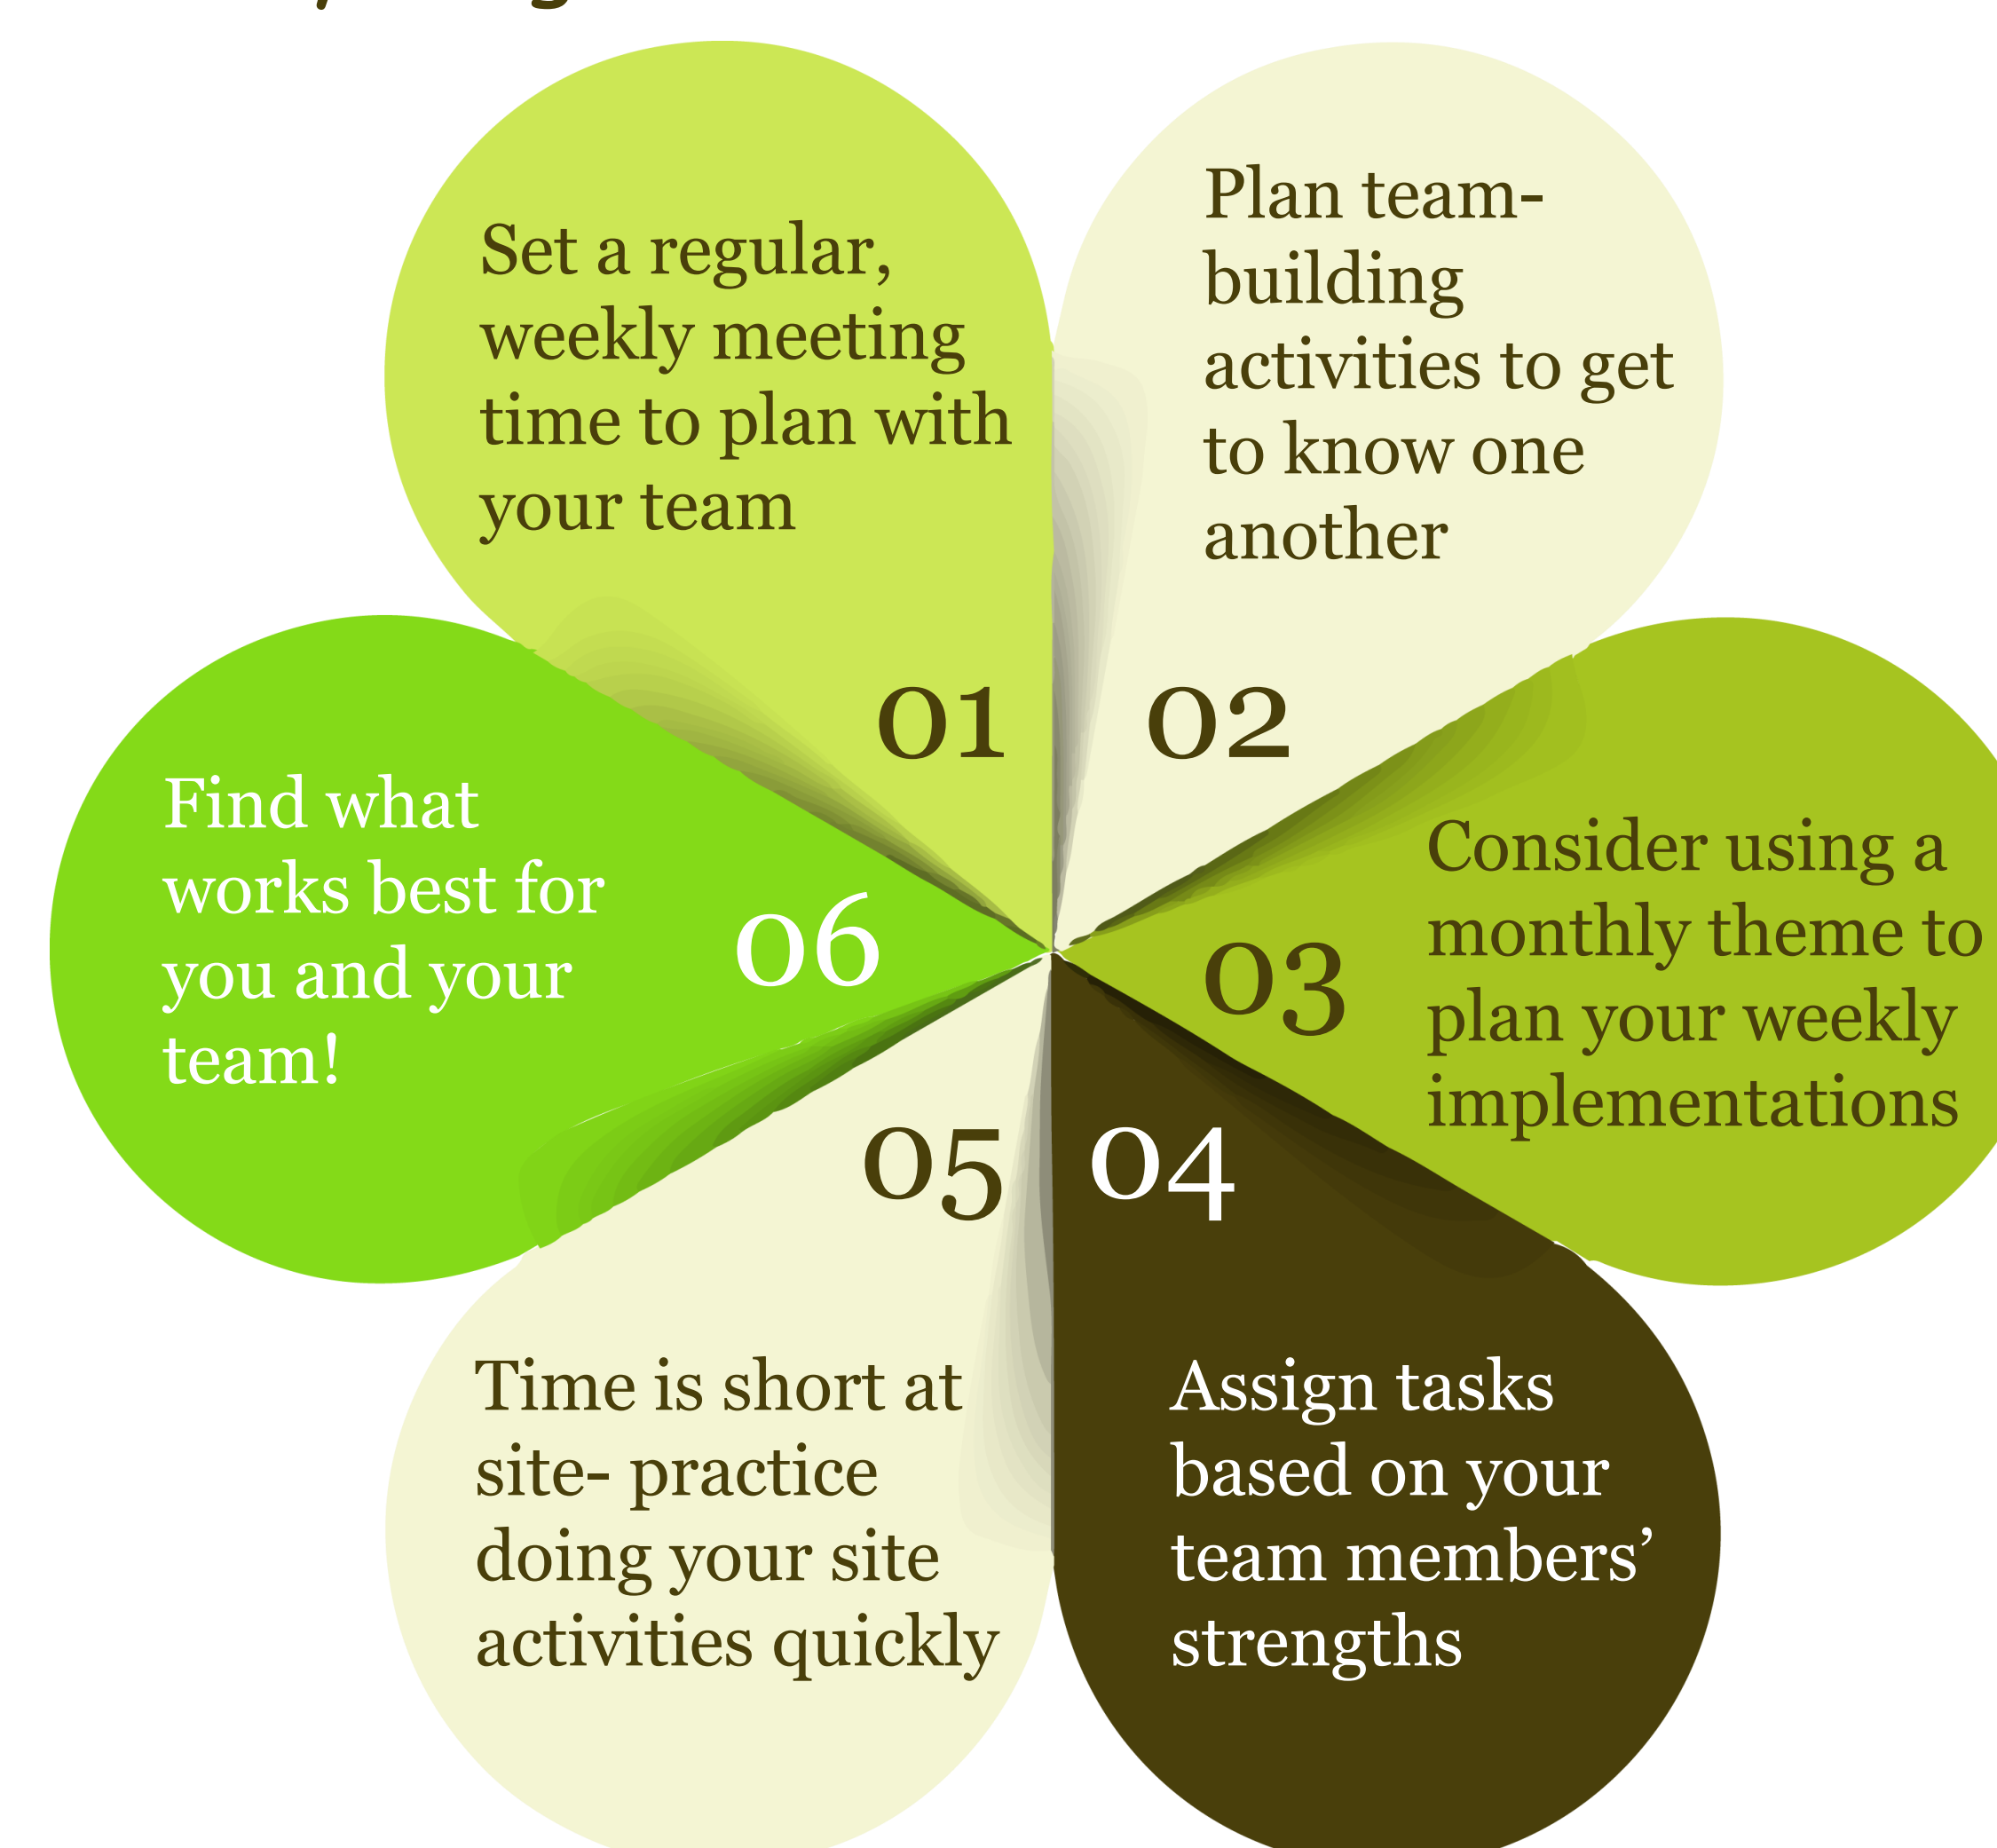 Set a regular,
weekly meeting
time to plan with
your team
01
Plan team-
building
activities to get
to know one
another
02
Consider using a
monthly theme to
plan your weekly
implementations
03
Assign tasks
based on your
team members’
strengths
04
Time is short at
site- practice
doing your site
activities quickly
05
Find what
works best for
you and your
team!
06